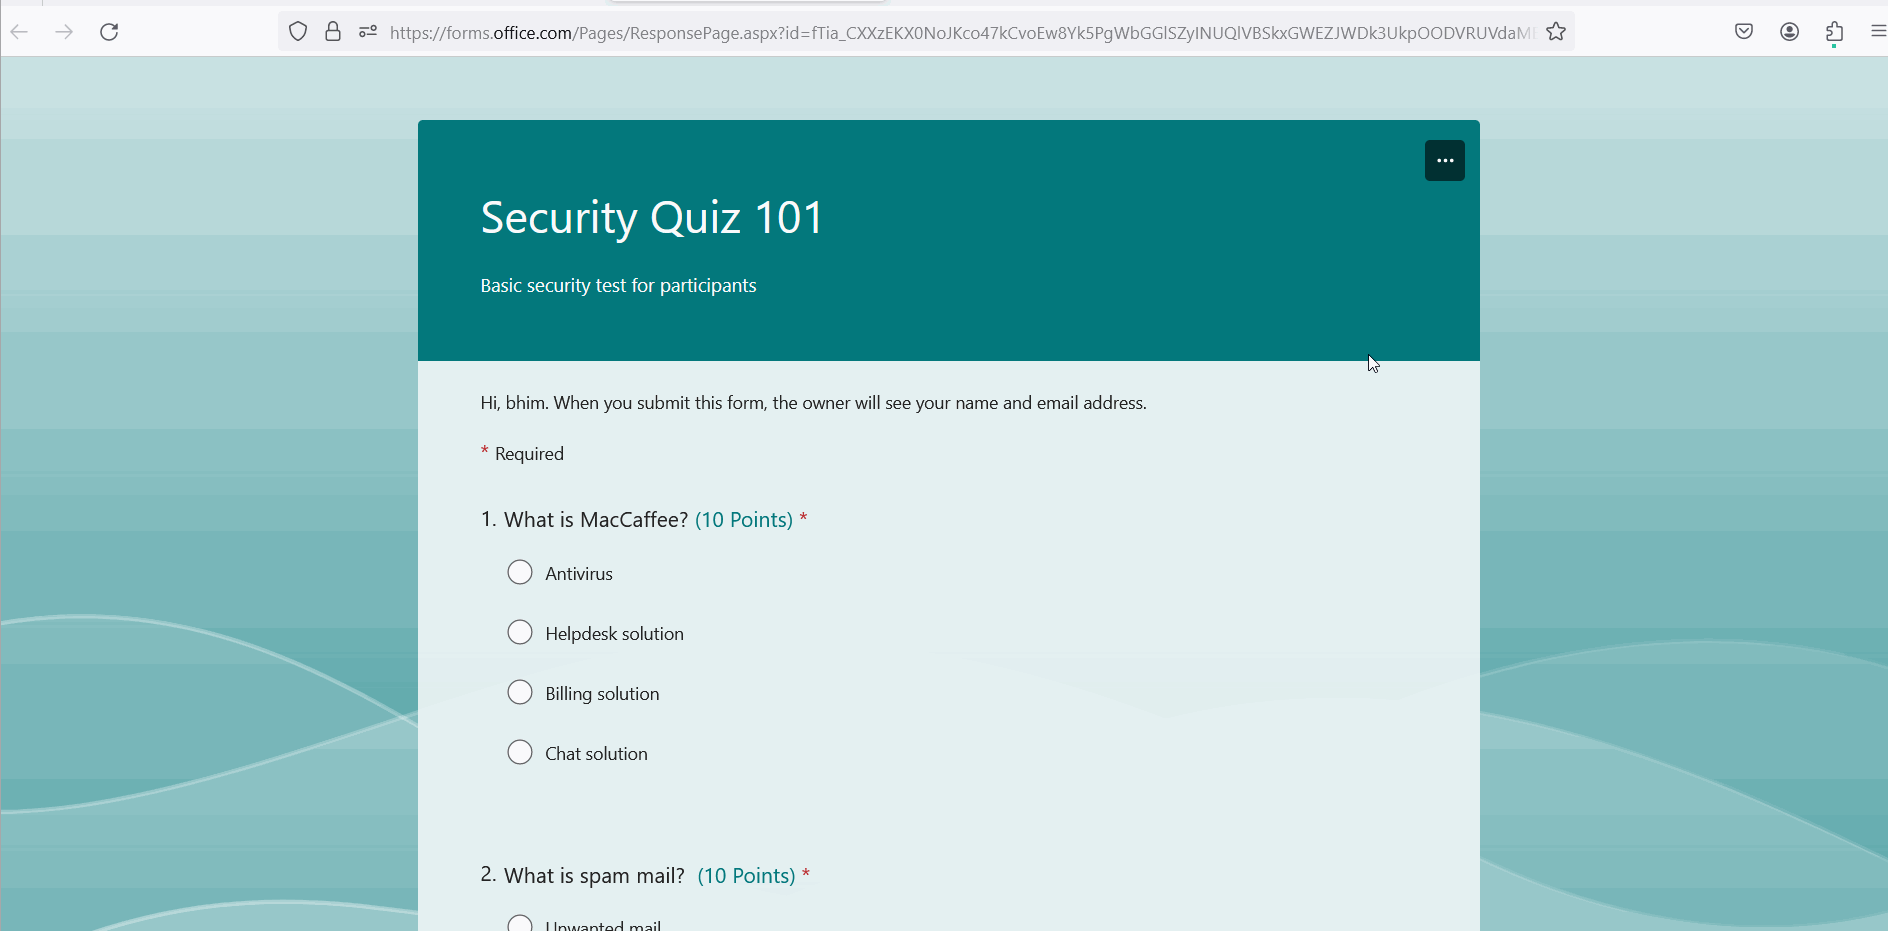 https://forms.office.com/Pages/ResponsePage.aspx?id=fTia_CXXzEKX0NoJKco47kCvoEw8Yk5PgWbGGlSZyINUQlVBSkxGWEZJWDk3UkpOODVRUVdaM
Security Quiz 101
Basic security test for participants
Hi, bhim. When you submit this form, the owner will see your name and email address.
* Required
1. What is MacCaffee? (10 Points) *
Antivirus
Helpdesk solution
Billing solution
Chat solution
2. What is spam mail? (10 Points) *
Unwanted mail